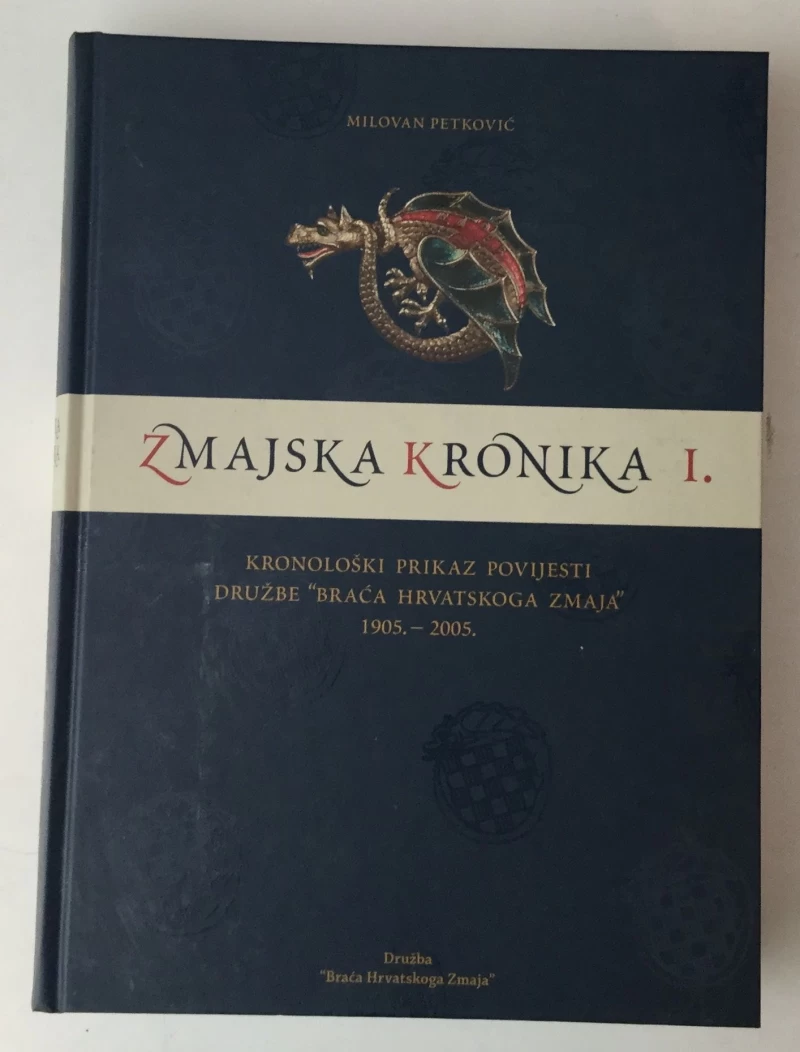 MILOVAN PETKOVIĆ
ZMAJSKA KRONIKA I.
KRONOLOŠKI PRIKAZ POVIJESTI
DRUŽBE "BRAĆA HRVATSKOGA ZMAJA"
1905. – 2005.
Družba
"Braća Hrvatskoga Zmaja"